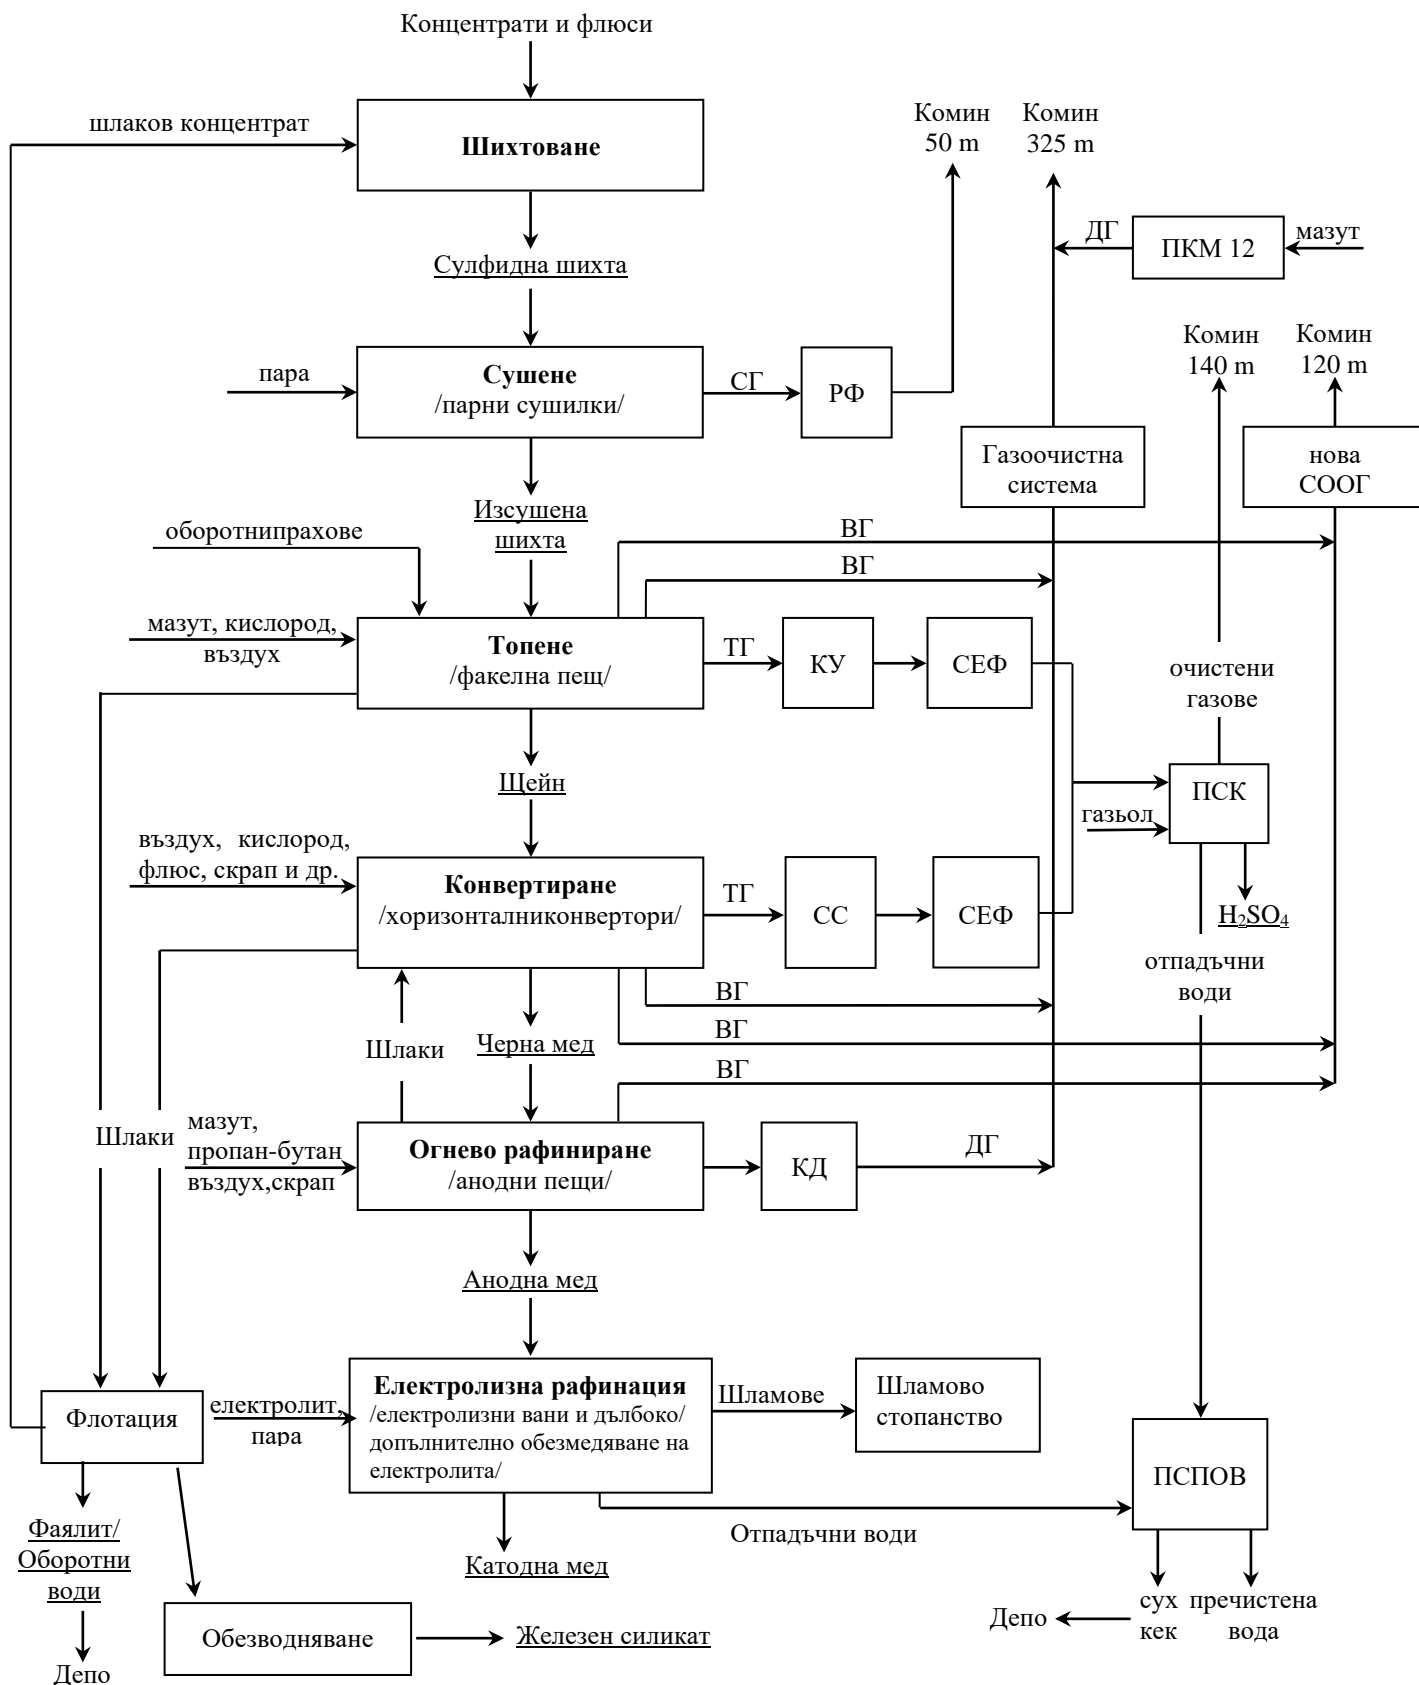 Концентрати и флюси
шлаков концентрат
Шихтоване
Комин
50 m
Комин
325 m
ДГ
ПКМ 12
мазут
Сулфидна шихта
Комин
140 m
Комин
120 m
пара
Сушене
/парни сушилки/
СГ
РФ
Газоочистна
система
нова
СООГ
Изсушена
шихта
оборотнипрахове
ВГ
ВГ
мазут, кислород,
въздух
Топене
/факелна пещ/
ТГ
КУ
СЕФ
очистени
газове
Щейн
ПСК
газьол
въздух, кислород,
флюс, скрап и др.
Конвертиране
/хоризонталниконвертори/
ТГ
СС
СЕФ
H₂SO₄
отпадъчни
води
ВГ
ВГ
Шлаки
Черна мед
ВГ
Шлаки
мазут,
пропан-бутан
въздух,скрап
Огнево рафиниране
/анодни пещи/
КД
ДГ
Анодна мед
Флотация
електролит,
пара
Електролизна рафинация
/електролизни вани и дълбоко/
допълнително обезмедяване на
електролита/
Шламове
Шламово
стопанство
ПСПОВ
Отпадъчни води
Фаялит/
Оборотни
води
Катодна мед
Депо
сух
кек
пречистена
вода
Обезводняване
Железен силикат
Депо